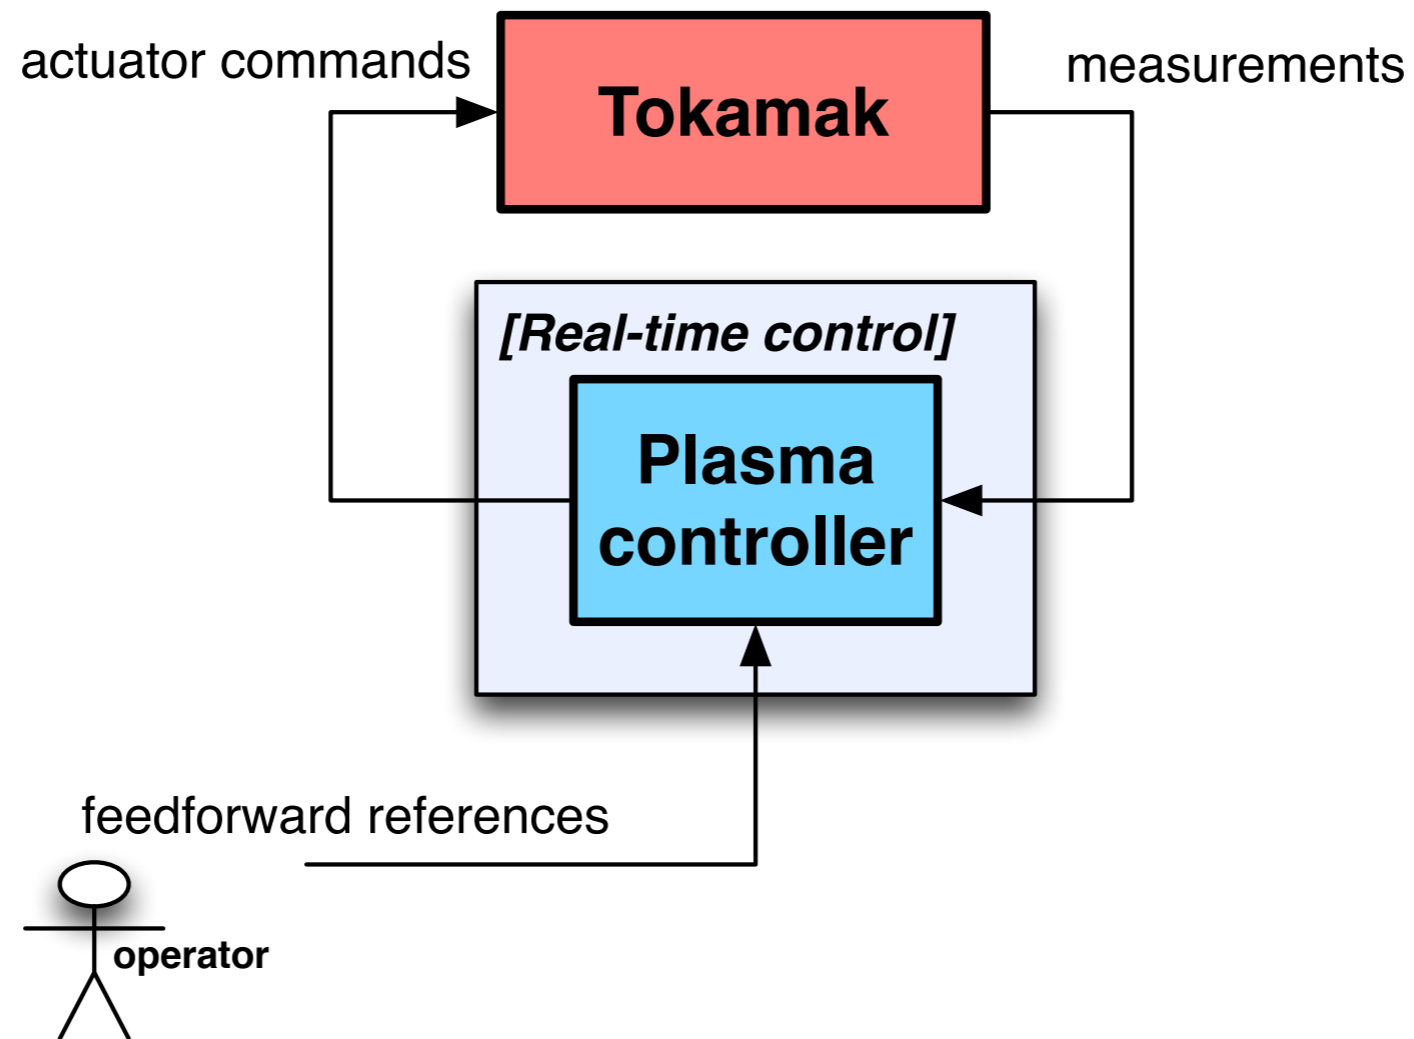 actuator commands
Tokamak
measurements
[Real-time control]
Plasma
controller
feedforward references
operator